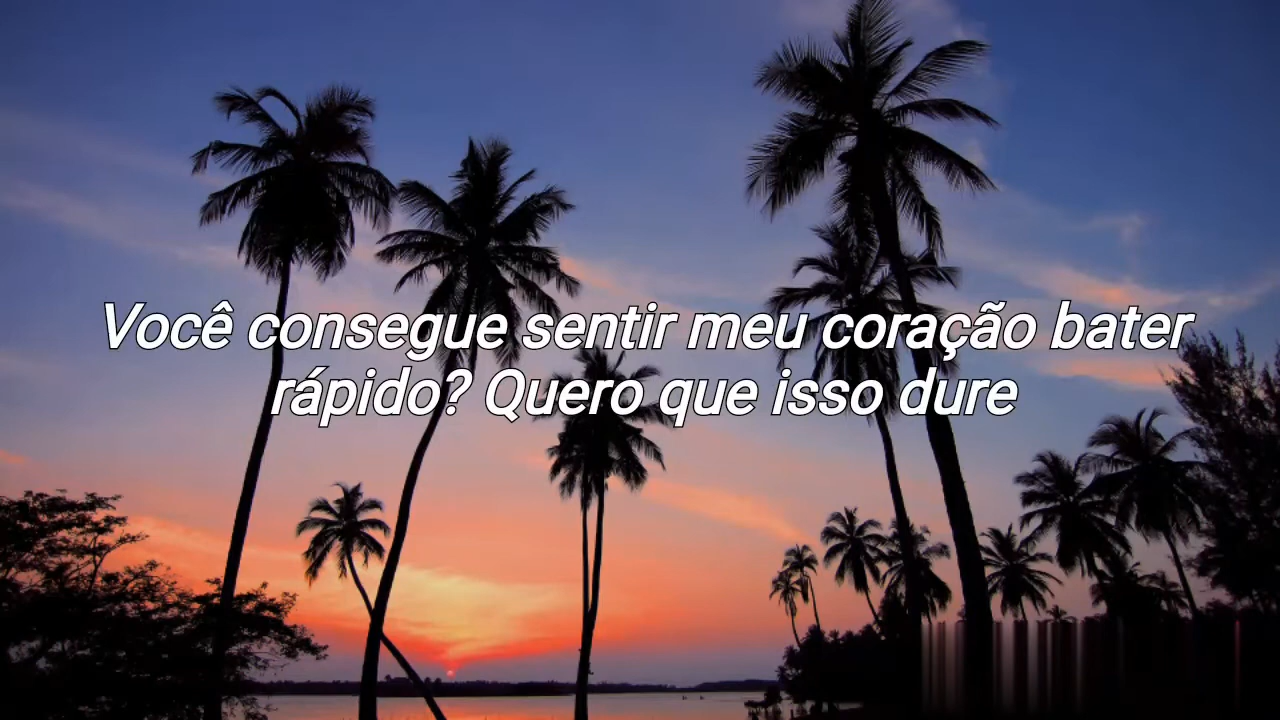 Você consegue sentir meu coração bater
rápido? Quero que isso dure